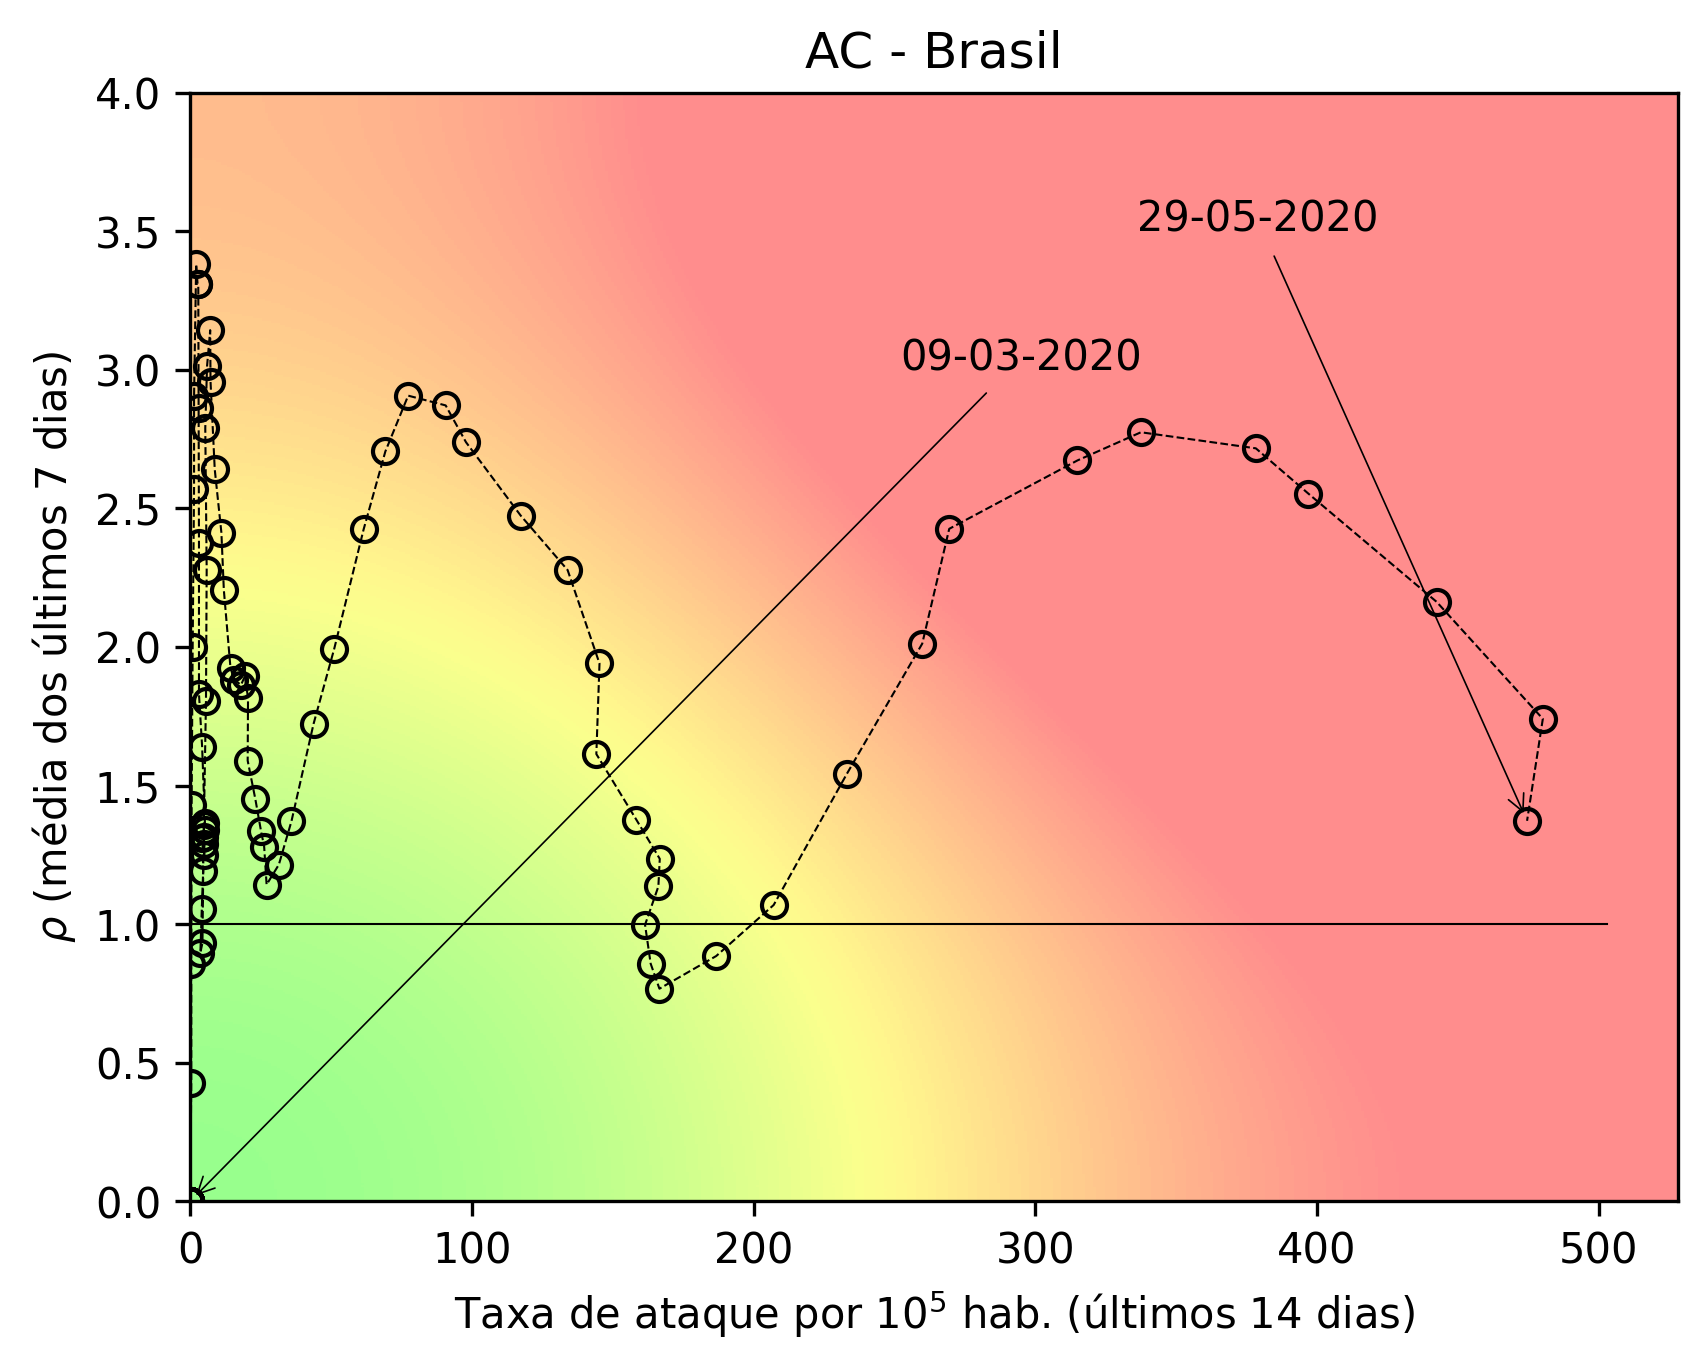 AC - Brasil
4.0
3.5
3.0
2.5
2.0
1.5
1.0
0.5
0.0
ρ (média dos últimos 7 dias)
29-05-2020
09-03-2020
0 100 200 300 400 500
Taxa de ataque por 10⁵ hab. (últimos 14 dias)